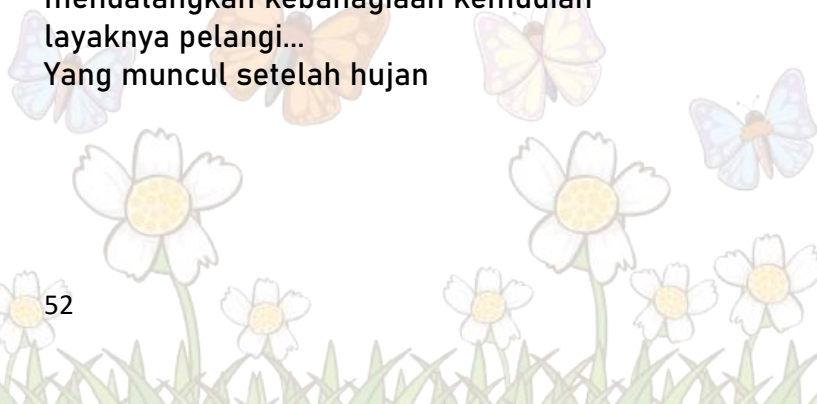 mendatangkan kebahagiaan kemudian
layaknya pelangi...
Yang muncul setelah hujan
52